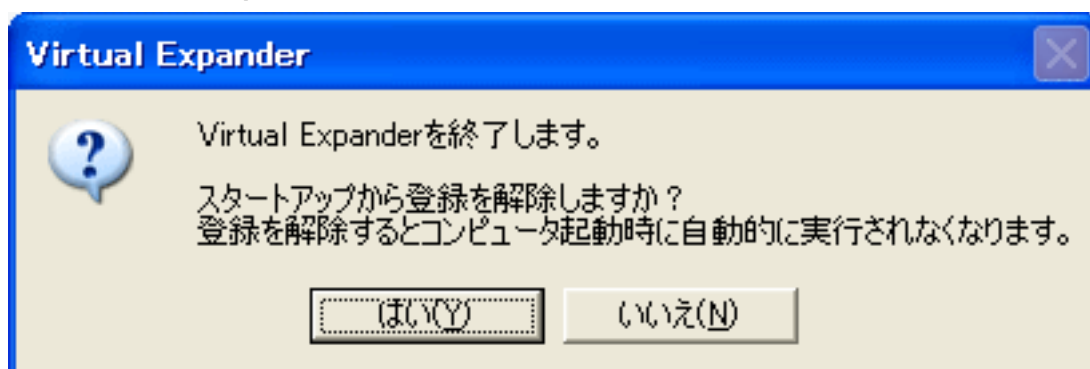 Virtual Expander
Virtual Expanderを終了します。
スタートアップから登録を解除しますか？
登録を解除するとコンピュータ起動時に自動的に実行されなくなります。
はい(Y) いいえ(N)